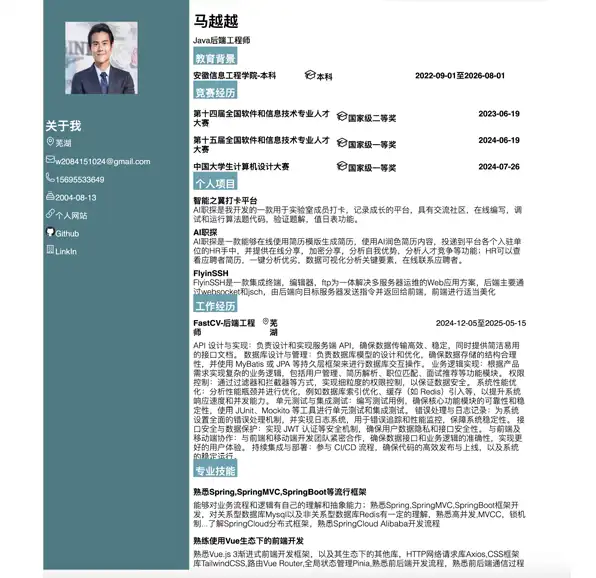 马越越
Java后端工程师
教育背景
安徽信息工程学院-本科 本科 2022-09-01至2026-08-01
竞赛经历
第十四届全国软件和信息技术专业人才大赛 国家级二等奖 2023-06-19
第十五届全国软件和信息技术专业人才大赛 国家级一等奖 2024-06-19
中国大学生计算机设计大赛 国家级一等奖 2024-07-26
关于我
芜湖
w2084151024@gmail.com
15695533649
2004-08-13
个人网站
Github
LinkIn
个人项目
智能之翼打卡平台
AI职探是我开发的一款用于实验室成员打卡，记录成长的平台，具有交流社区，在线编写，调
试和运行算法题代码，验证题解，值日表功能。
AI职探
AI职探是一款能够在线使用简历模版生成简历，使用AI润色简历内容，投递到平台各个入驻单
位的HR手中，并提供在线分享，加密分享，分析自我优势，分析人才竞争等功能；HR可以查
看应聘者简历，一键分析优劣，数据可视化分析关键要素，在线联系应聘者。
FlyinSSH
FlyinSSH是一款集成终端，编辑器，ftp为一体解决多服务器运维的Web应用方案，后端主要通
过websocket和jsch，由后端向目标服务器发送指令并返回给前端，前端进行适当美化
工作经历
FastCV-后端工程师 芜湖 2024-12-05至2025-05-15
API 设计与实现：负责设计和实现服务端 API，确保数据传输高效、稳定，同时提供简洁易用
的接口文档。 数据库设计与管理：负责数据库模型的设计和优化，确保数据存储的结构合理
性，并使用 MyBatis 或 JPA 等持久层框架来进行数据库交互操作。 业务逻辑实现：根据产品
需求实现复杂的业务逻辑，包括用户管理、简历解析、职位匹配、面试推荐等功能模块。 权限
控制：通过过滤器和拦截器等方式，实现细粒度的权限控制，以保证数据安全。 系统性能优
化：分析性能瓶颈并进行优化，例如数据库索引优化、缓存（如 Redis）引入等，以提升系统
响应速度和并发能力。 单元测试与集成测试：编写测试用例，确保核心功能模块的可靠性和稳
定性，使用 JUnit、Mockito 等工具进行单元测试和集成测试。 错误处理与日志记录：为系统
设置全面的错误处理机制，并实现日志系统，用于错误追踪和性能监控，保障系统稳定性。 接
口安全与数据保护：实现 JWT 认证等安全机制，确保用户数据隐私和接口安全性。 与前端及
移动端协作：与前端和移动端开发团队紧密合作，确保数据接口和业务逻辑的准确性，实现更
好的用户体验。 持续集成与部署：参与 CI/CD 流程，确保代码的高效发布与上线，以及系统
的稳定运行。
专业技能
熟悉Spring,SpringMVC,SpringBoot等流行框架
能够对业务流程和逻辑有自己的理解和抽象能力；熟悉Spring,SpringMVC,SpringBoot框架开
发，对关系型数据库Mysql以及非关系型数据库Redis有一定的理解，熟悉高并发,MVCC，锁机
制...了解SpringCloud分布式框架，熟悉SpringCloud Alibaba开发流程
熟练使用Vue生态下的前端开发
熟悉Vue.js 3渐进式前端开发框架，以及其生态下的其他库，HTTP网络请求库Axios,CSS框架
库TailwindCSS,路由Vue Router,全局状态管理Pinia,熟悉前后端开发流程，熟悉前后端通信过程